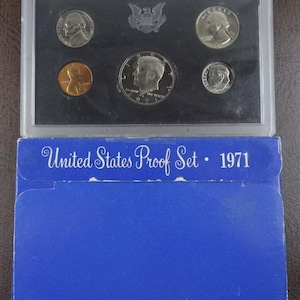 United States Proof Set · 1971